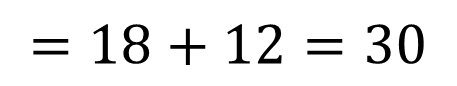 = 18 + 12 = 30